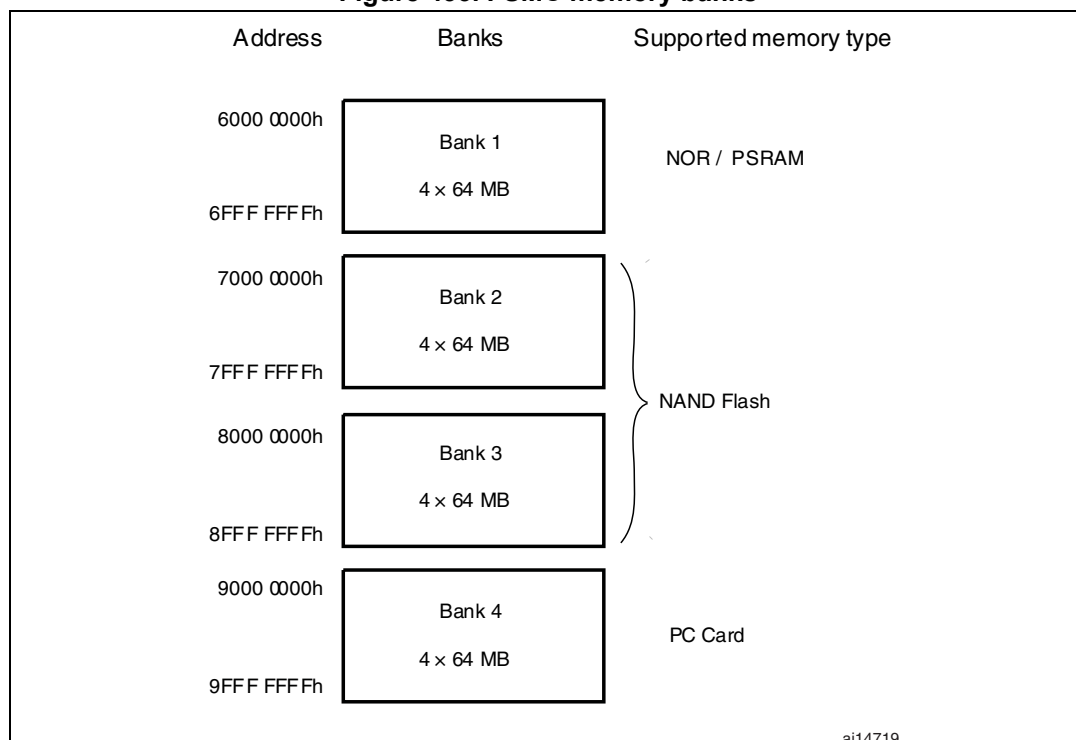 Address Banks Supported memory type
6000 0000h
Bank 1
NOR / PSRAM
4 × 64 MB
6FFF FFFFh
7000 0000h
Bank 2
4 × 64 MB
7FFF FFFFh
NAND Flash
8000 0000h
Bank 3
4 × 64 MB
8FFF FFFFh
9000 0000h
Bank 4
PC Card
4 × 64 MB
9FFF FFFFh